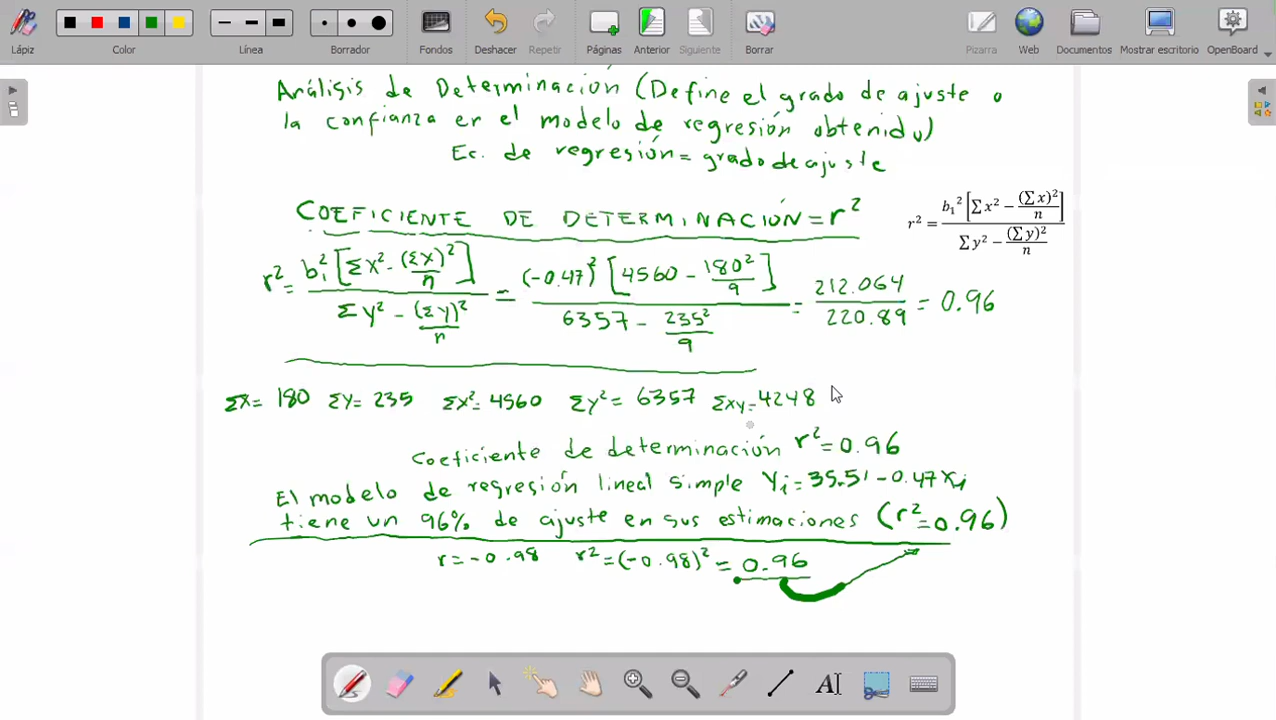 Lápiz Color Línea Borrador Fondos Deshacer Repetir Páginas Anterior Siguiente Borrar Pizarra Web Documentos Mostrar escritorio OpenBoard
Análisis de Determinación (Define el grado de ajuste o
la confianza en el modelo de regresión obtenido)
Ec. de regresión = grado de ajuste
COEFICIENTE DE DETERMINACIÓN = r²
r² = b₁² [Σx² - (Σx)²/n] / Σy² - (Σy)²/n
r² = b₁² [Σx² - (Σx)²/n] / Σy² - (Σy)²/n = (-0.47)² [4560 - 180²/9] / 6357 - 235²/9 = 212.064 / 220.89 = 0.96
Σx = 180 Σy = 235 Σx² = 4560 Σy² = 6357 Σxy = 4248
Coeficiente de determinación r² = 0.96
El modelo de regresión lineal simple Yi = 35.51 - 0.47 xi
tiene un 96% de ajuste en sus estimaciones (r² = 0.96)
r = -0.98 r² = (-0.98)² = 0.96